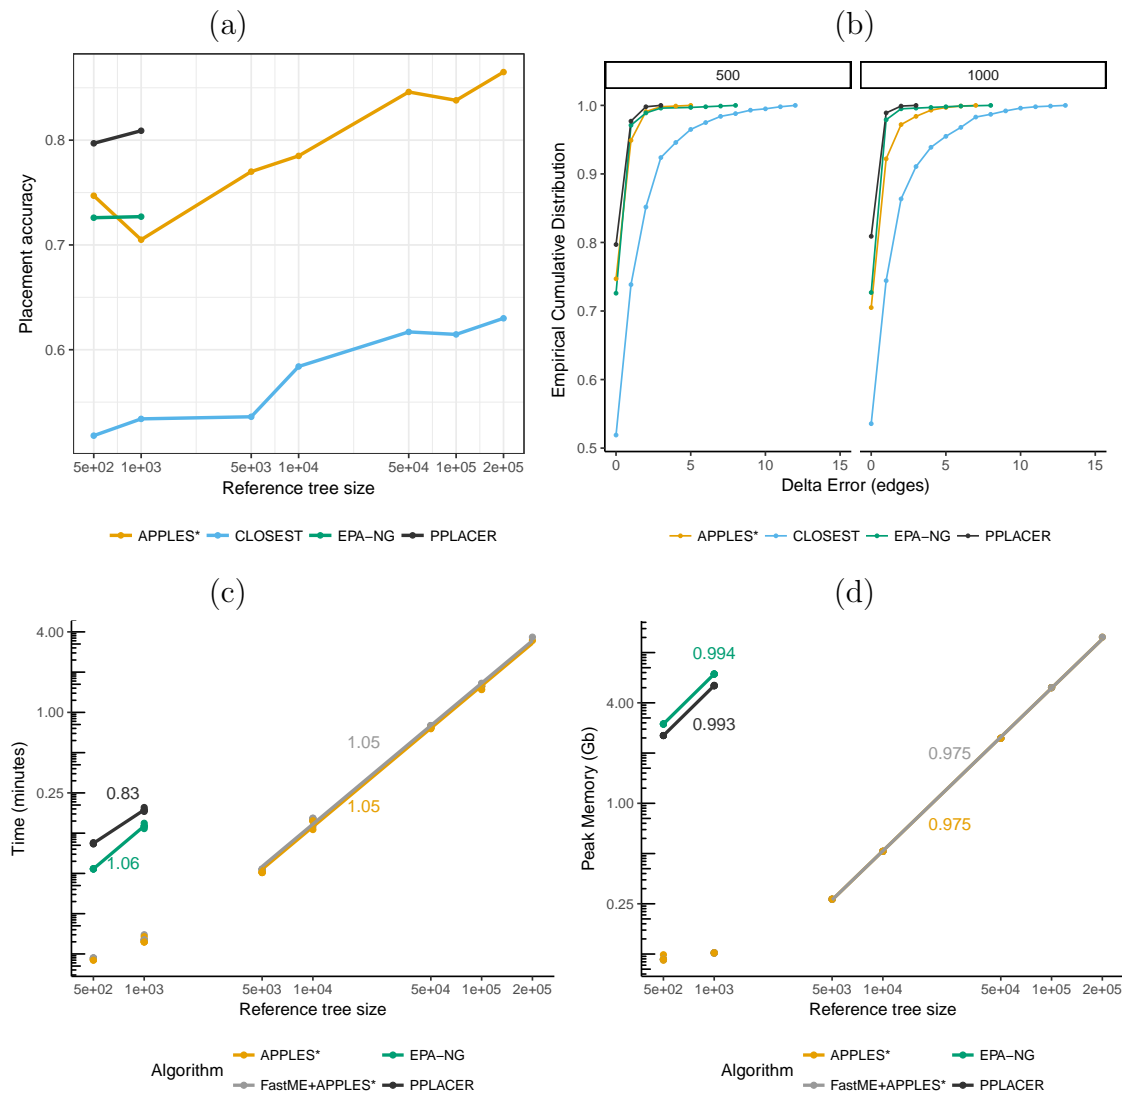 (a)
Placement accuracy
0.8
0.7
0.6
5e+02 1e+03 5e+03 1e+04 5e+04 1e+05 2e+05
Reference tree size
APPLES* CLOSEST EPA−NG PPLACER
(b)
500 1000
Empirical Cumulative Distribution
1.0
0.9
0.8
0.7
0.6
0.5
0 5 10 15 0 5 10 15
Delta Error (edges)
APPLES* CLOSEST EPA−NG PPLACER
(c)
Time (minutes)
4.00
1.00
0.25
0.83
1.06
1.05
1.05
5e+02 1e+03 5e+03 1e+04 5e+04 1e+05 2e+05
Reference tree size
Algorithm
APPLES* EPA−NG
FastME+APPLES* PPLACER
(d)
Peak Memory (Gb)
4.00
1.00
0.25
0.994
0.993
0.975
0.975
5e+02 1e+03 5e+03 1e+04 5e+04 1e+05 2e+05
Reference tree size
Algorithm
APPLES* EPA−NG
FastME+APPLES* PPLACER